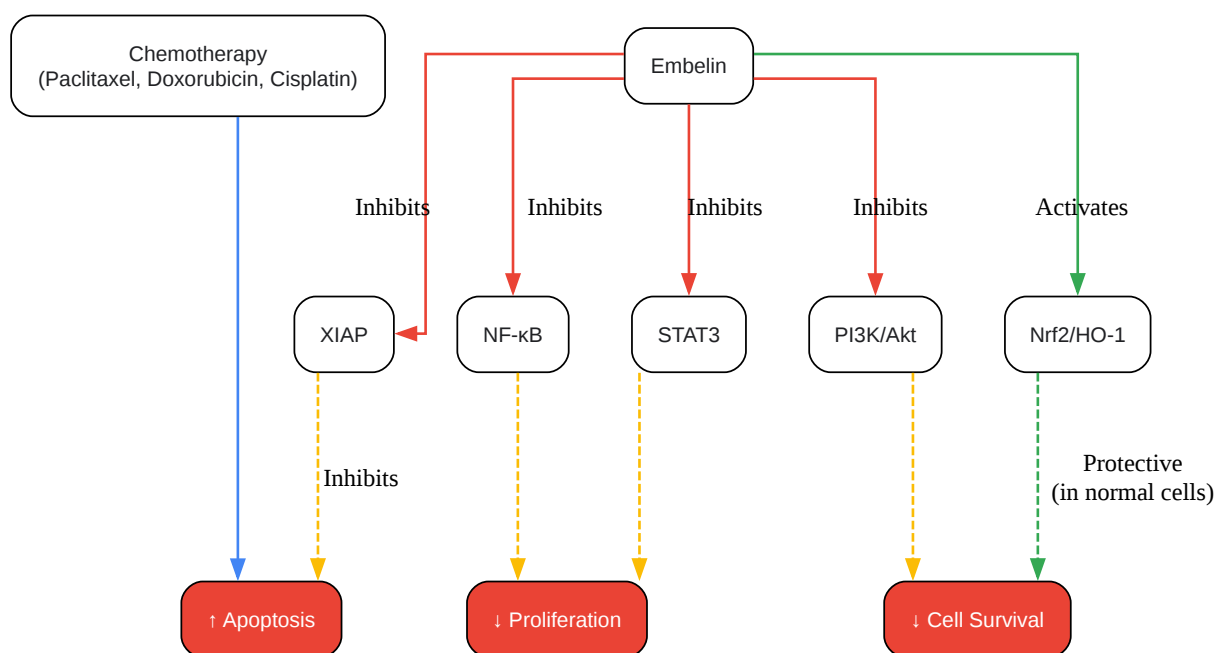 Chemotherapy
(Paclitaxel, Doxorubicin, Cisplatin)
Embelin
Inhibits
Inhibits
Inhibits
Inhibits
Activates
XIAP
NF-κB
STAT3
PI3K/Akt
Nrf2/HO-1
Inhibits
Protective
(in normal cells)
↑ Apoptosis
↓ Proliferation
↓ Cell Survival